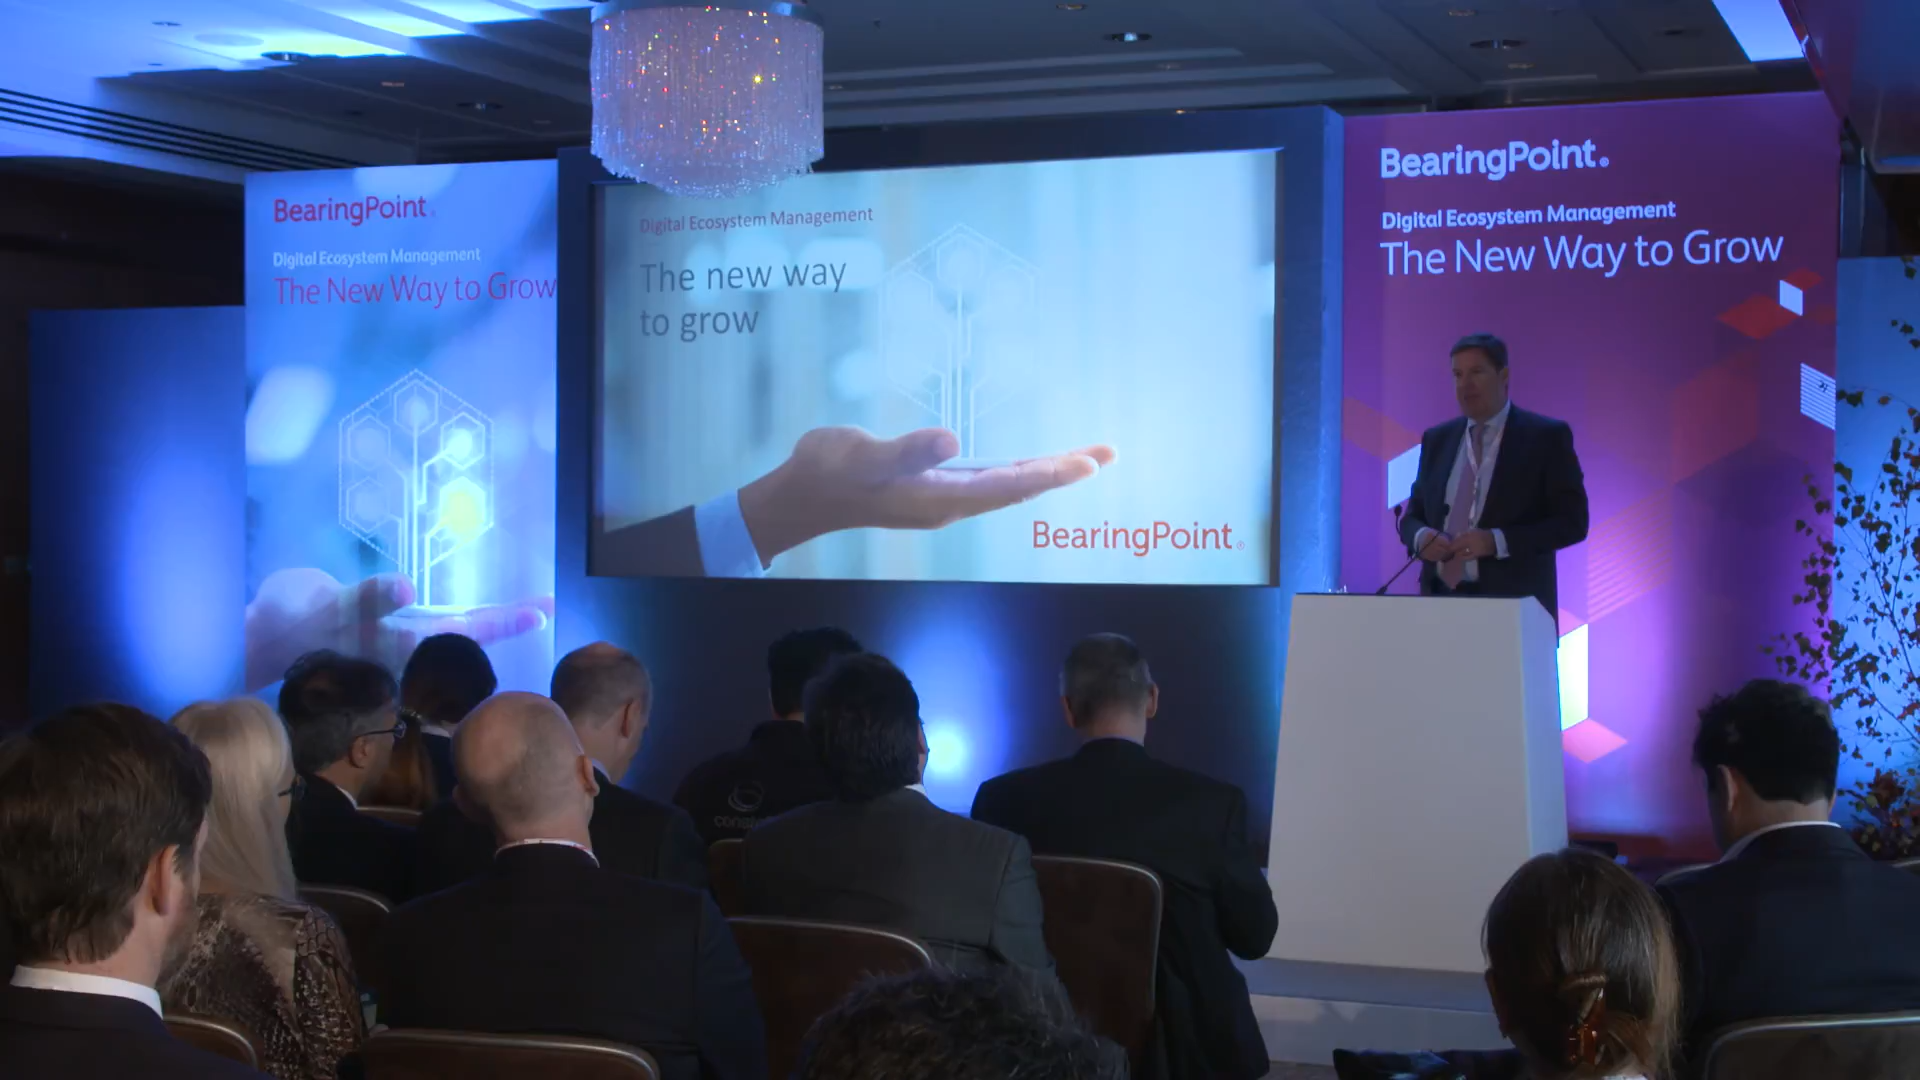 BearingPoint.
Digital Ecosystem Management
The New Way to Grow
Digital Ecosystem Management
The new way
to grow
BearingPoint®
BearingPoint.
Digital Ecosystem Management
The New Way to Grow